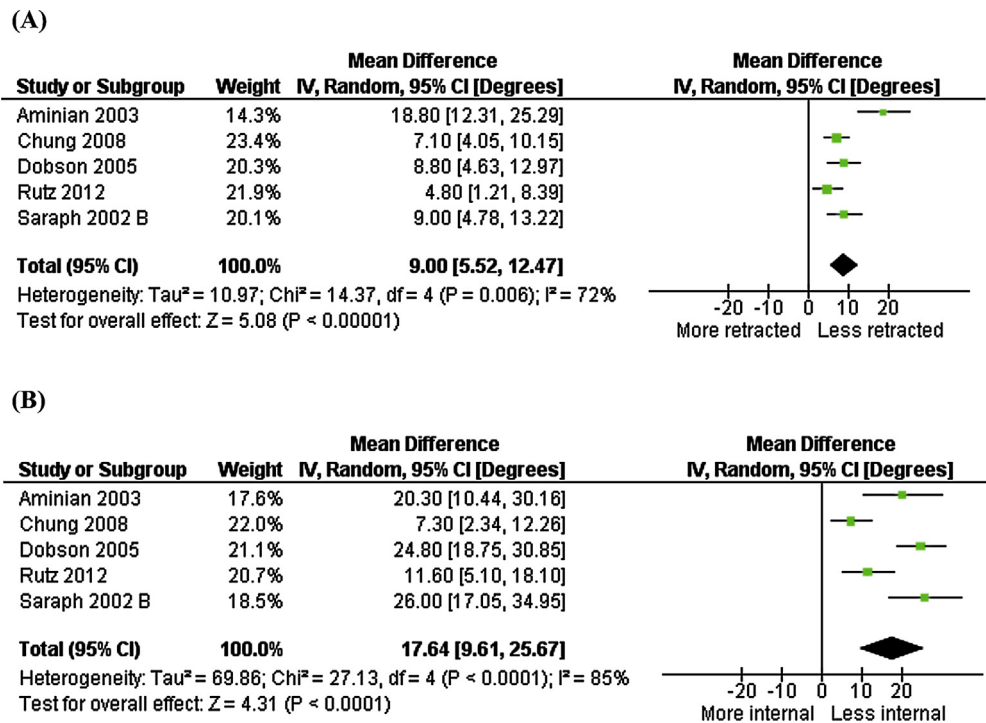 (A)
Mean Difference Mean Difference
Study or Subgroup Weight IV, Random, 95% CI [Degrees] IV, Random, 95% CI [Degrees]
Aminian 2003 14.3% 18.80 [12.31, 25.29]
Chung 2008 23.4% 7.10 [4.05, 10.15]
Dobson 2005 20.3% 8.80 [4.63, 12.97]
Rutz 2012 21.9% 4.80 [1.21, 8.39]
Saraph 2002 B 20.1% 9.00 [4.78, 13.22]
Total (95% CI) 100.0% 9.00 [5.52, 12.47]
Heterogeneity: Tau² = 10.97; Chi² = 14.37, df = 4 (P = 0.006); I² = 72%
Test for overall effect: Z = 5.08 (P < 0.00001)
-20 -10 0 10 20
More retracted Less retracted
(B)
Mean Difference Mean Difference
Study or Subgroup Weight IV, Random, 95% CI [Degrees] IV, Random, 95% CI [Degrees]
Aminian 2003 17.6% 20.30 [10.44, 30.16]
Chung 2008 22.0% 7.30 [2.34, 12.26]
Dobson 2005 21.1% 24.80 [18.75, 30.85]
Rutz 2012 20.7% 11.60 [5.10, 18.10]
Saraph 2002 B 18.5% 26.00 [17.05, 34.95]
Total (95% CI) 100.0% 17.64 [9.61, 25.67]
Heterogeneity: Tau² = 69.86; Chi² = 27.13, df = 4 (P < 0.0001); I² = 85%
Test for overall effect: Z = 4.31 (P < 0.0001)
-20 -10 0 10 20
More internal Less internal